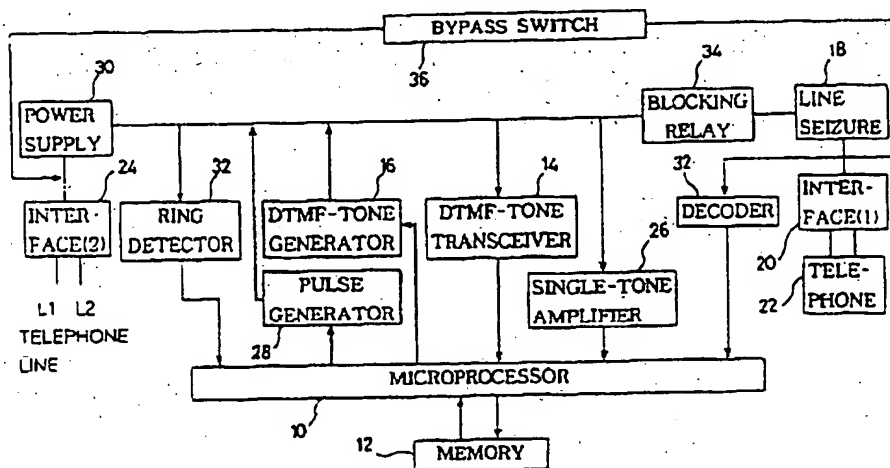 BYPASS SWITCH
36
30
POWER
SUPPLY
34
BLOCKING
RELAY
18
LINE
SEIZURE
24
INTER-
FACE(2)
32
RING
DETECTOR
16
DTMF-TONE
GENERATOR
14
DTMF-TONE
TRANSCEIVER
32
DECODER
INTER-
FACE(1)
20
26
SINGLE-TONE
AMPLIFIER
TELE-
PHONE
22
PULSE
GENERATOR
28
L1 L2
TELEPHONE
LINE
MICROPROCESSOR
10
12
MEMORY